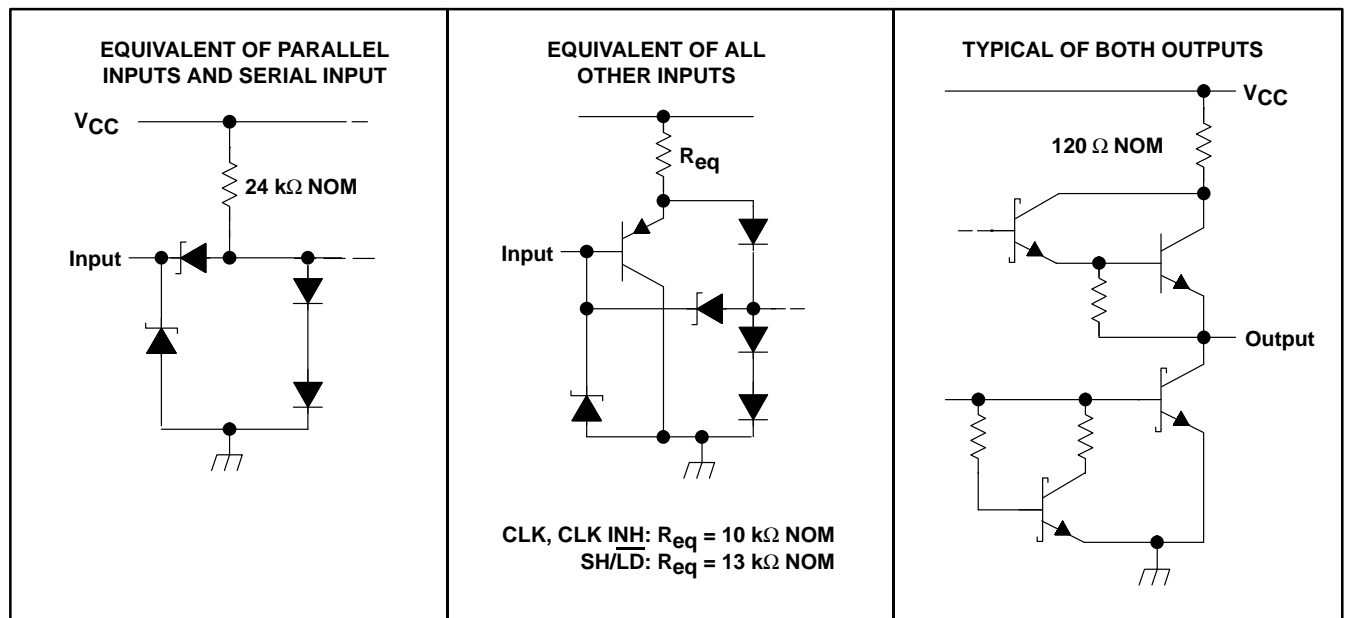 EQUIVALENT OF PARALLEL
INPUTS AND SERIAL INPUT
VCC
24 kΩ NOM
Input
EQUIVALENT OF ALL
OTHER INPUTS
Req
Input
CLK, CLK INH: Req = 10 kΩ NOM
SH/L̅D̅: Req = 13 kΩ NOM
TYPICAL OF BOTH OUTPUTS
VCC
120 Ω NOM
Output